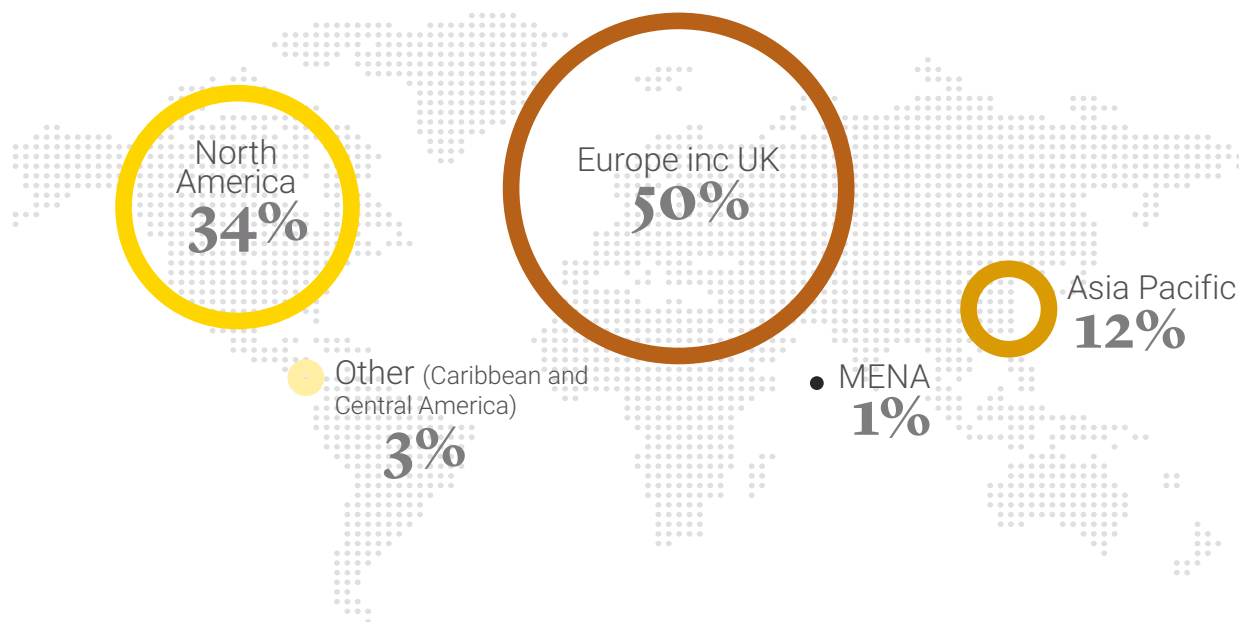 North
America
34%
Europe inc UK
50%
Asia Pacific
12%
Other (Caribbean and
Central America)
3%
MENA
1%